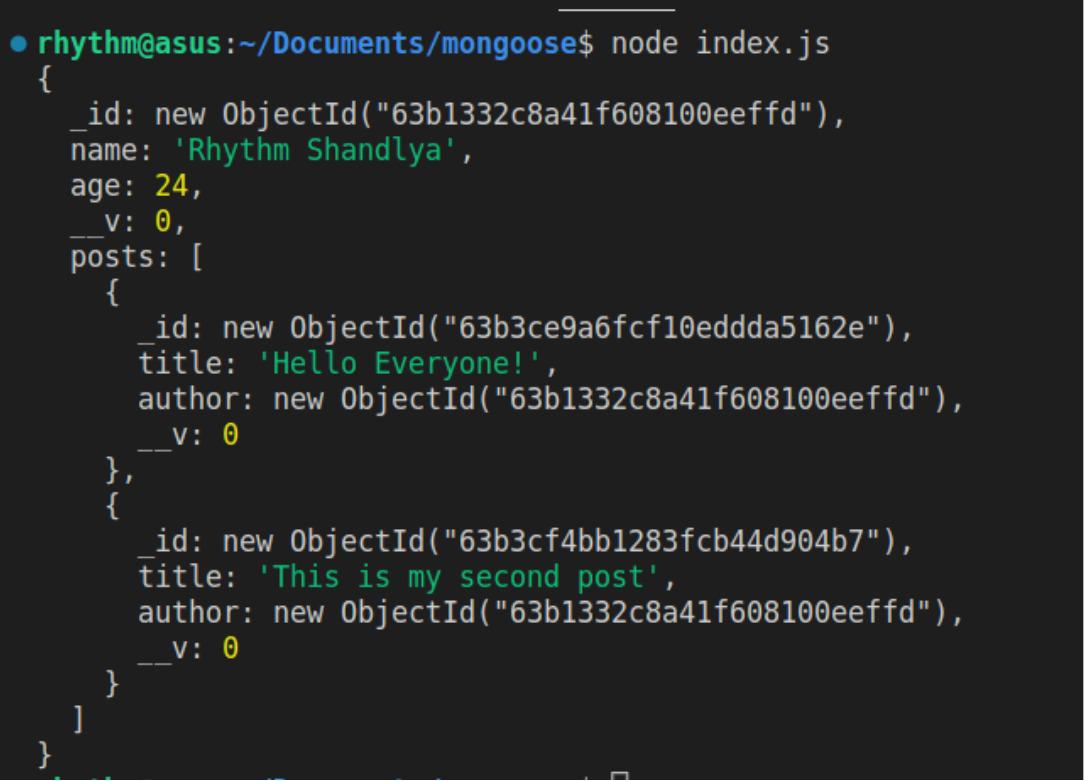 rhythm@asus:~/Documents/mongoose$ node index.js
{
  _id: new ObjectId("63b1332c8a41f608100eeffd"),
  name: 'Rhythm Shandlya',
  age: 24,
  __v: 0,
  posts: [
    {
      _id: new ObjectId("63b3ce9a6fcf10eddda5162e"),
      title: 'Hello Everyone!',
      author: new ObjectId("63b1332c8a41f608100eeffd"),
      __v: 0
    },
    {
      _id: new ObjectId("63b3cf4bb1283fcb44d904b7"),
      title: 'This is my second post',
      author: new ObjectId("63b1332c8a41f608100eeffd"),
      __v: 0
    }
  ]
}